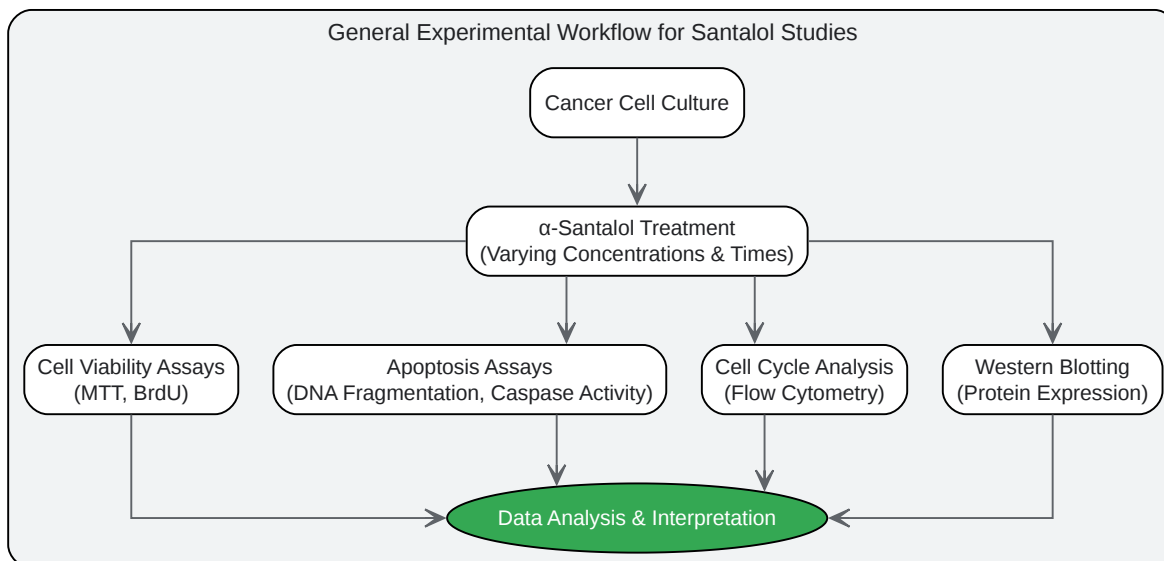 General Experimental Workflow for Santalol Studies
Cancer Cell Culture
α-Santalol Treatment
(Varying Concentrations & Times)
Cell Viability Assays
(MTT, BrdU)
Apoptosis Assays
(DNA Fragmentation, Caspase Activity)
Cell Cycle Analysis
(Flow Cytometry)
Western Blotting
(Protein Expression)
Data Analysis & Interpretation